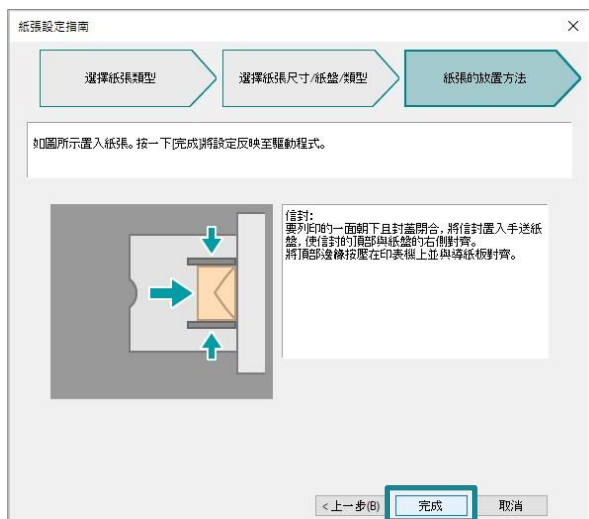 紙張設定指南
選擇紙張類型
選擇紙張尺寸/紙盤/類型
紙張的放置方法
如圖所示置入紙張。按一下[完成]將設定反映至驅動程式。
信封:
要列印的一面朝下且封蓋閉合, 將信封置入手送紙
盤, 使信封的頂部與紙盤的右側對齊。
將頂部邊緣按壓在印表機上並與導紙板對齊。
<上一步(B)
完成
取消